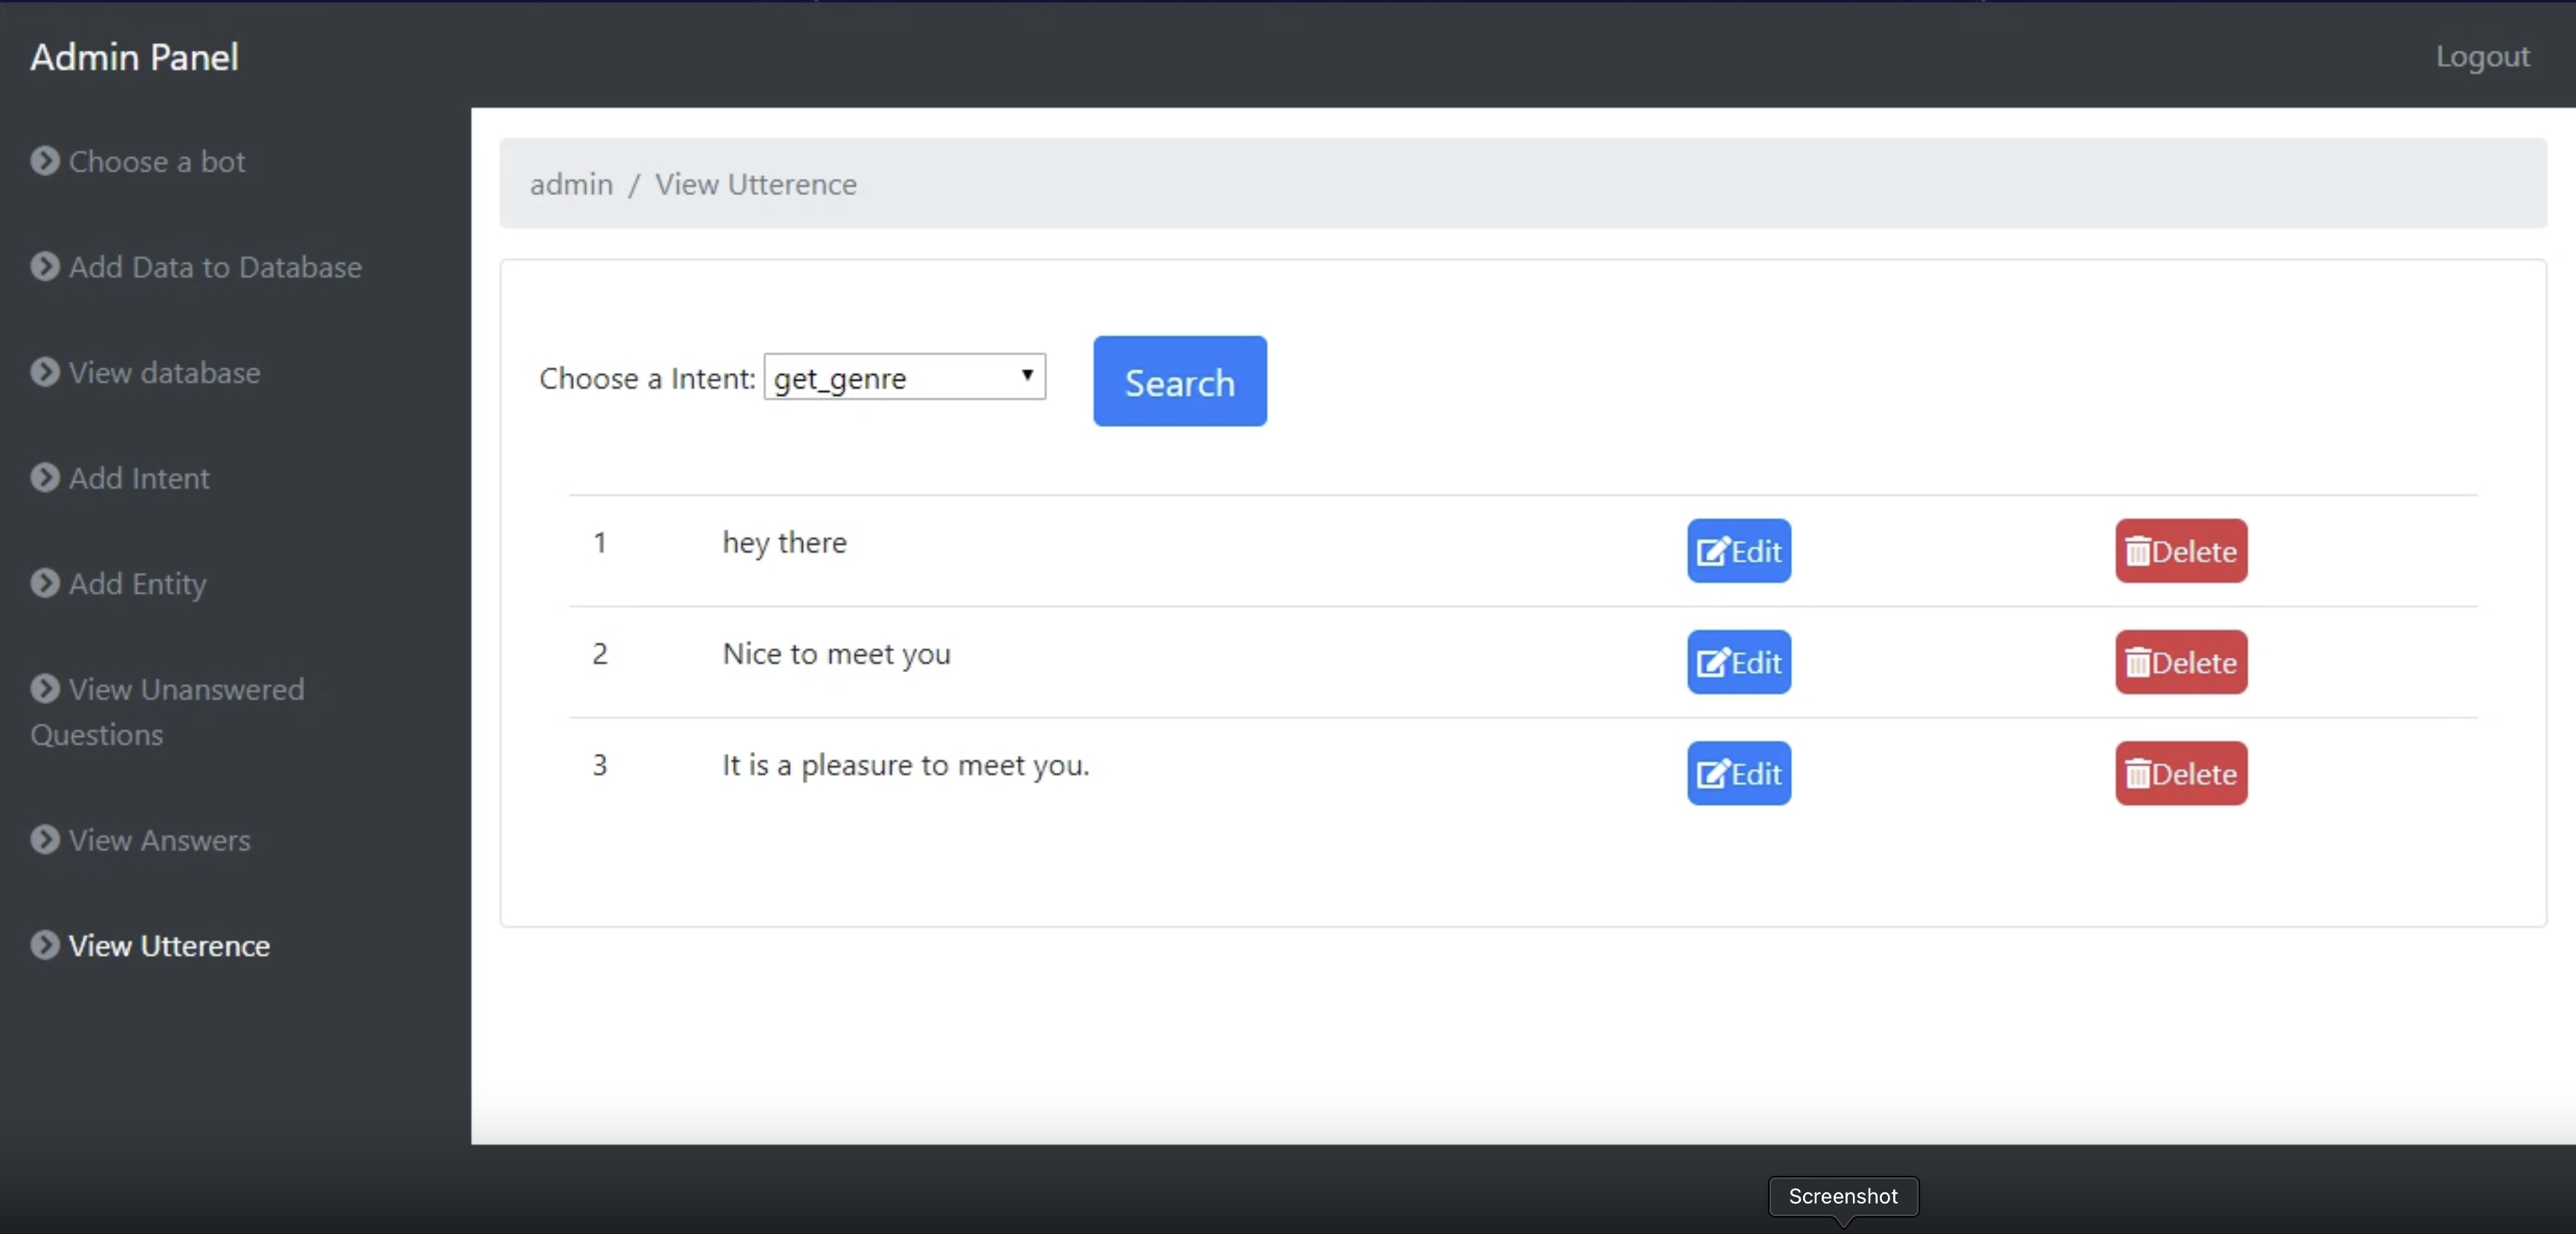 Admin Panel
Logout
Choose a bot
Add Data to Database
View database
Add Intent
Add Entity
View Unanswered
Questions
View Answers
View Utterence
admin / View Utterence
Choose a Intent: get_genre Search
1 hey there Edit Delete
2 Nice to meet you Edit Delete
3 It is a pleasure to meet you. Edit Delete
Screenshot